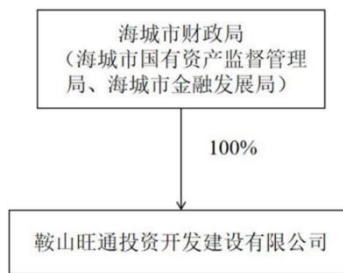 海城市财政局
（海城市国有资产监督管理
局、海城市金融发展局）
100%
鞍山旺通投资开发建设有限公司